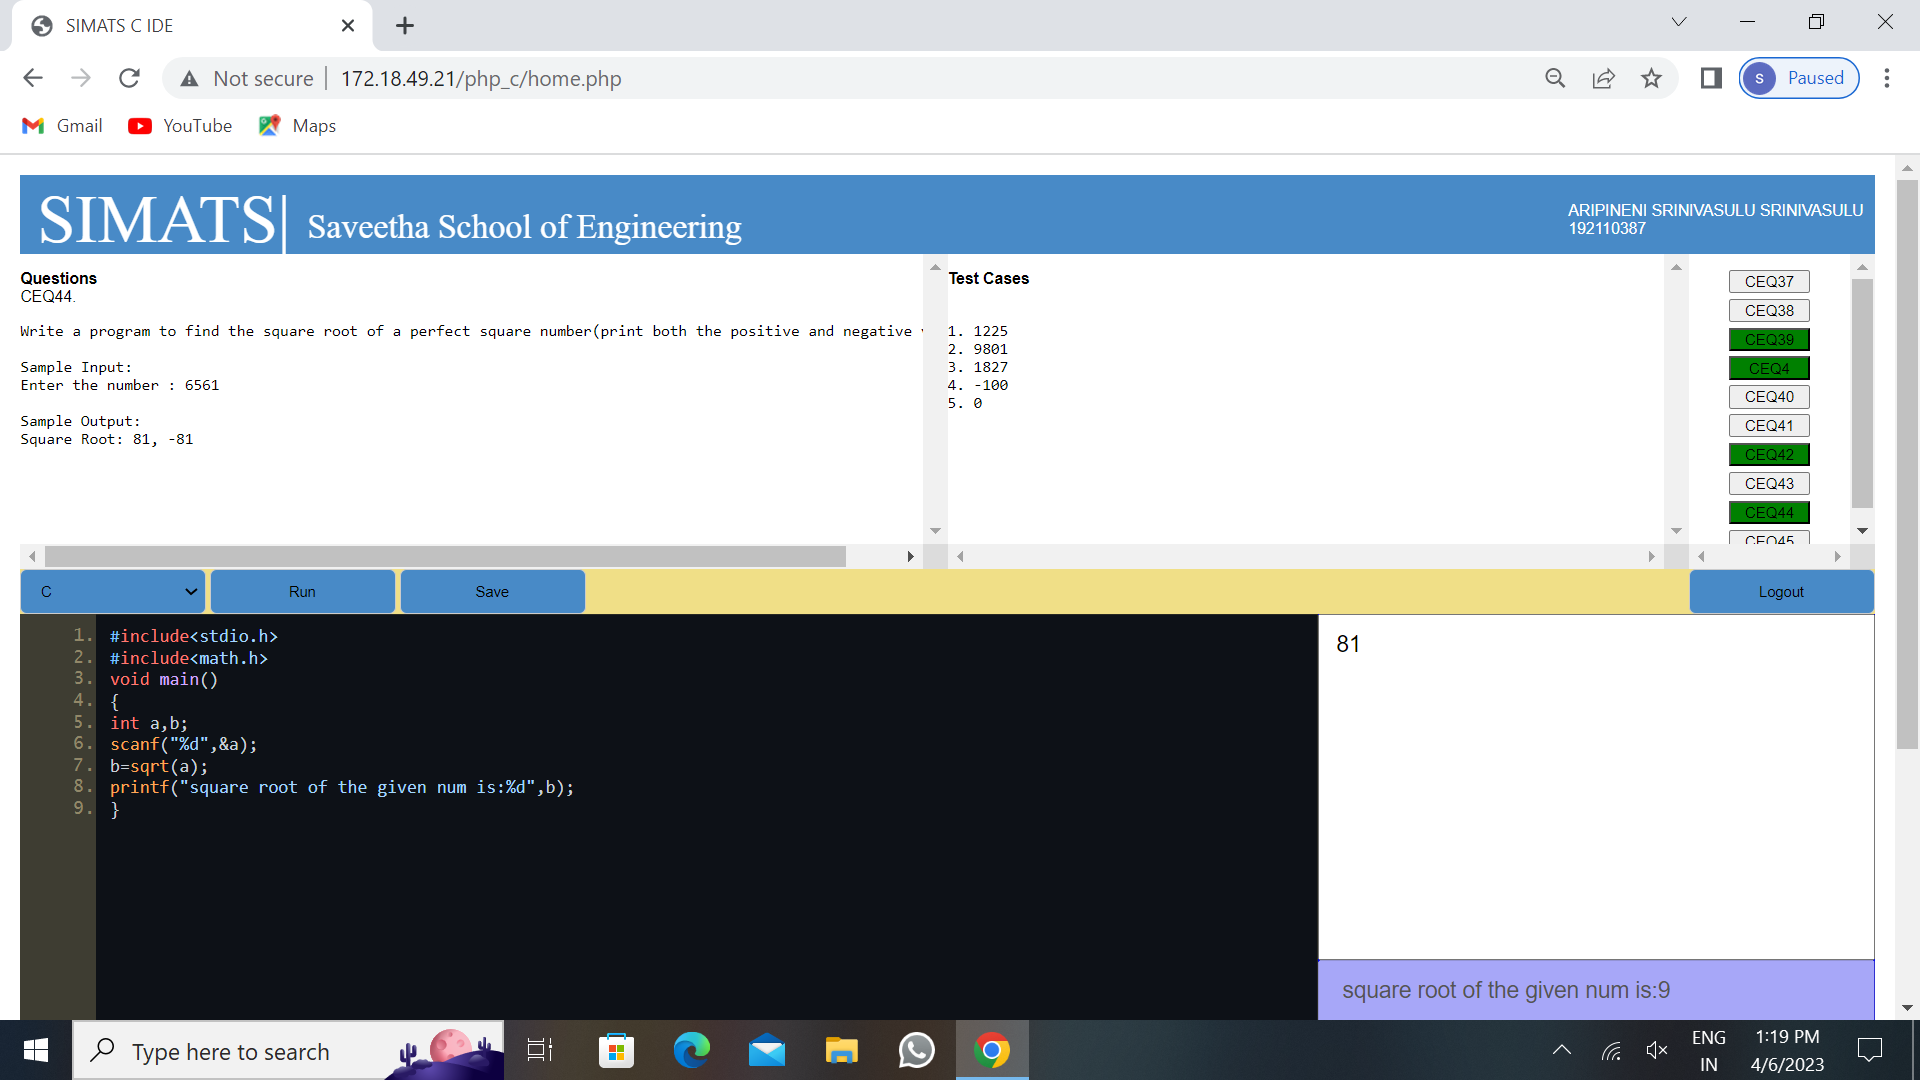 SIMATS C IDE
Not secure 172.18.49.21/php_c/home.php
S Paused
Gmail YouTube Maps
SIMATS| Saveetha School of Engineering
ARIPINENI SRINIVASULU SRINIVASULU
192110387
Questions
CEQ44.
Write a program to find the square root of a perfect square number(print both the positive and negative
Sample Input:
Enter the number : 6561
Sample Output:
Square Root: 81, -81
Test Cases
1. 1225
2. 9801
3. 1827
4. -100
5. 0
CEQ37
CEQ38
CEQ39
CEQ4
CEQ40
CEQ41
CEQ42
CEQ43
CEQ44
CEQ45
C Run Save Logout
1. #include<stdio.h>
2. #include<math.h>
3. void main()
4. {
5. int a,b;
6. scanf("%d",&a);
7. b=sqrt(a);
8. printf("square root of the given num is:%d",b);
9. }
81
square root of the given num is:9
Type here to search
ENG
IN
1:19 PM
4/6/2023